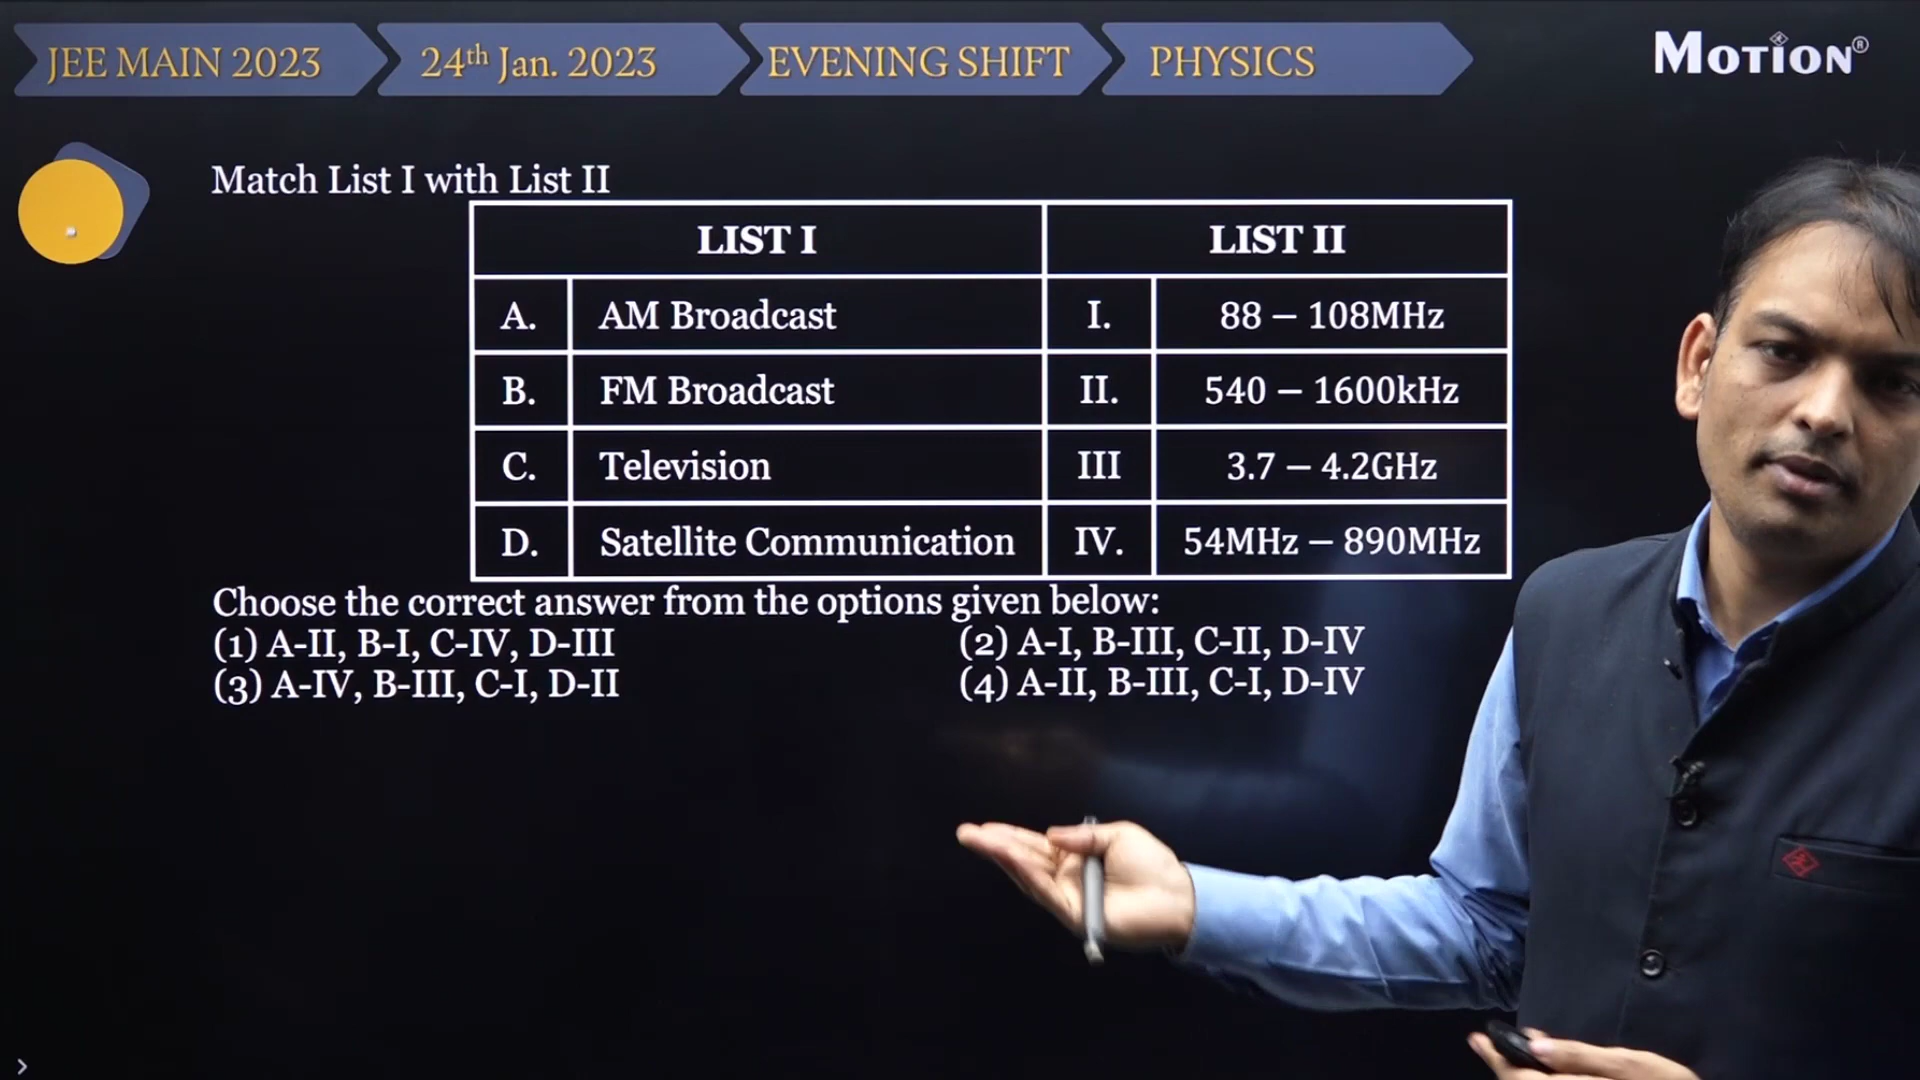 JEE MAIN 2023
24th Jan. 2023
EVENING SHIFT
PHYSICS
MOTION®
Match List I with List II
LIST I LIST II
A. AM Broadcast I. 88 – 108MHz
B. FM Broadcast II. 540 – 1600kHz
C. Television III 3.7 – 4.2GHz
D. Satellite Communication IV. 54MHz – 890MHz
Choose the correct answer from the options given below:
(1) A-II, B-I, C-IV, D-III (2) A-I, B-III, C-II, D-IV
(3) A-IV, B-III, C-I, D-II (4) A-II, B-III, C-I, D-IV